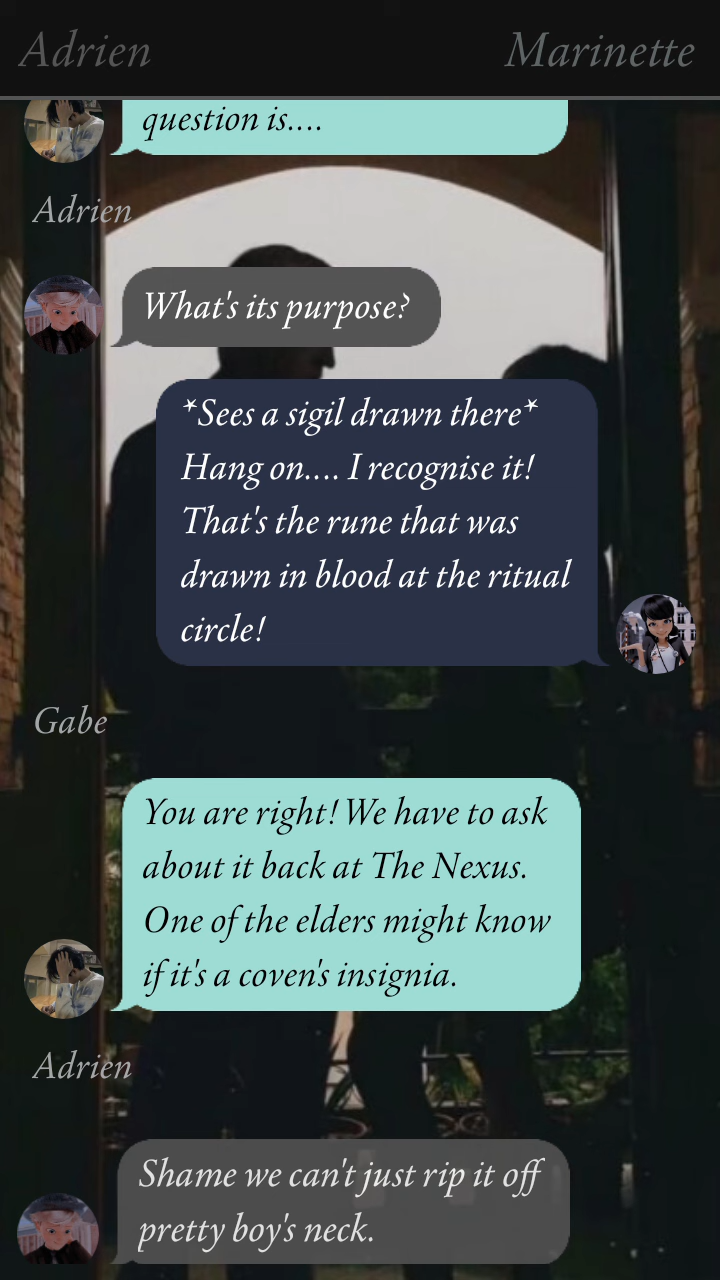 Adrien
Marinette
question is....
Adrien
What's its purpose?
*Sees a sigil drawn there*
Hang on.... I recognise it!
That's the rune that was
drawn in blood at the ritual
circle!
Gabe
You are right! We have to ask
about it back at The Nexus.
One of the elders might know
if it's a coven's insignia.
Adrien
Shame we can't just rip it off
pretty boy's neck.